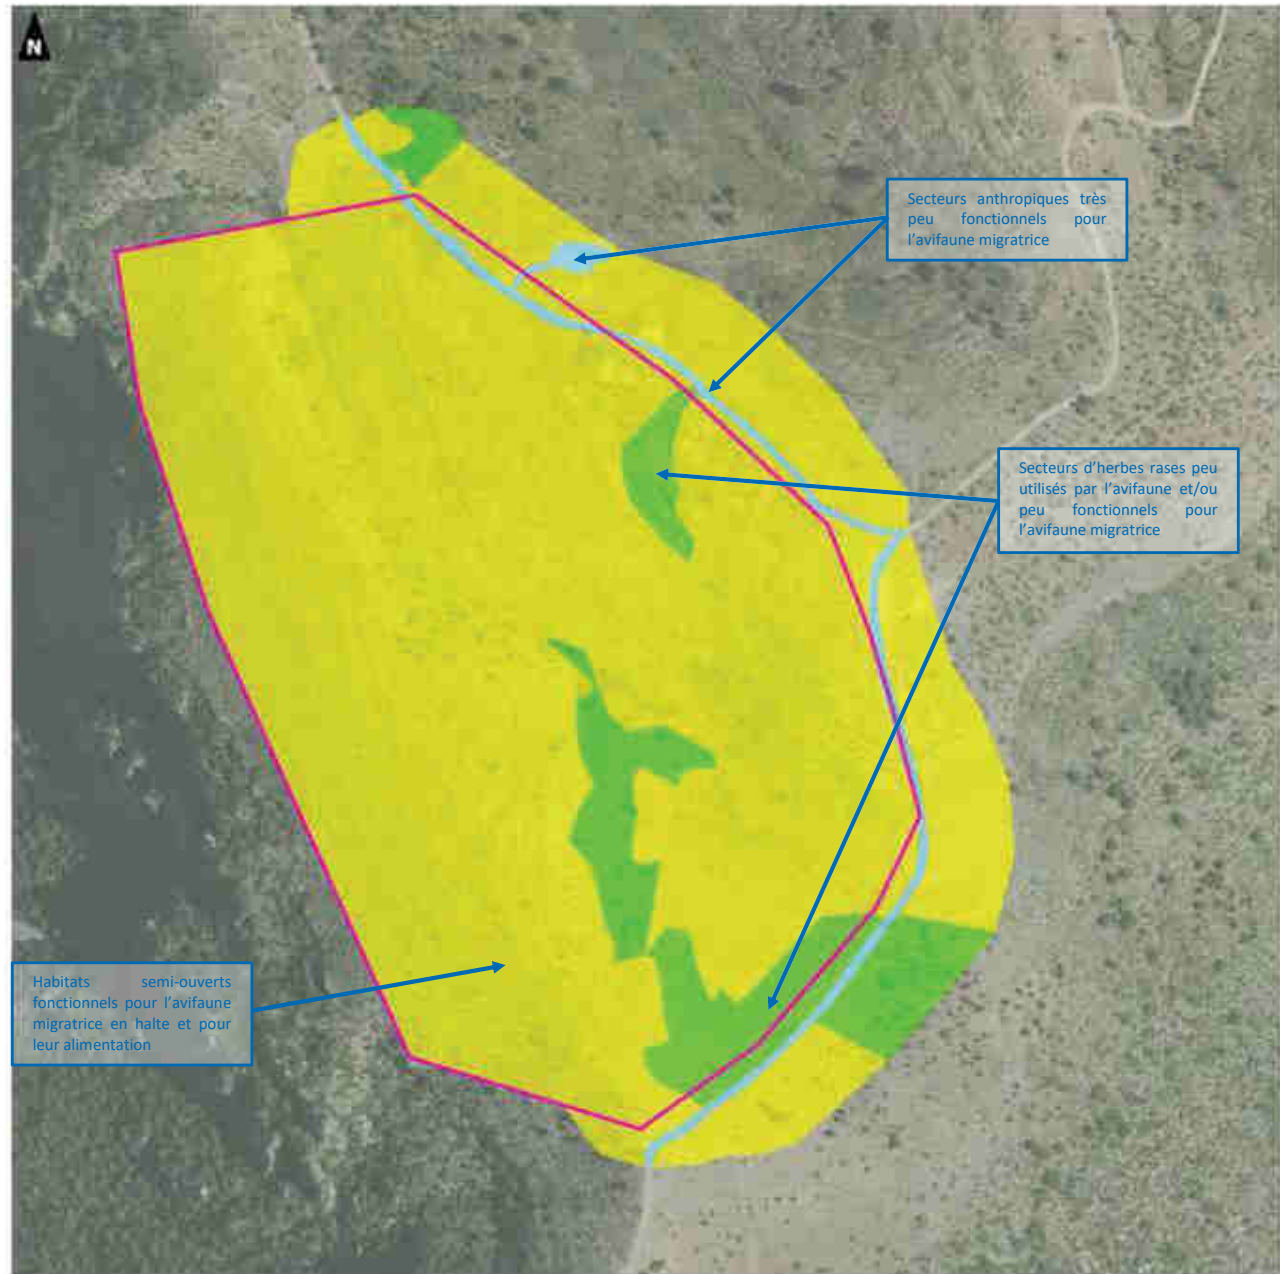 N
Secteurs anthropiques très
peu fonctionnels pour
l'avifaune migratrice
Secteurs d'herbes rases peu
utilisés par l'avifaune et/ou
peu fonctionnels pour
l'avifaune migratrice
Habitats semi-ouverts
fonctionnels pour l'avifaune
migratrice en halte et pour
leur alimentation